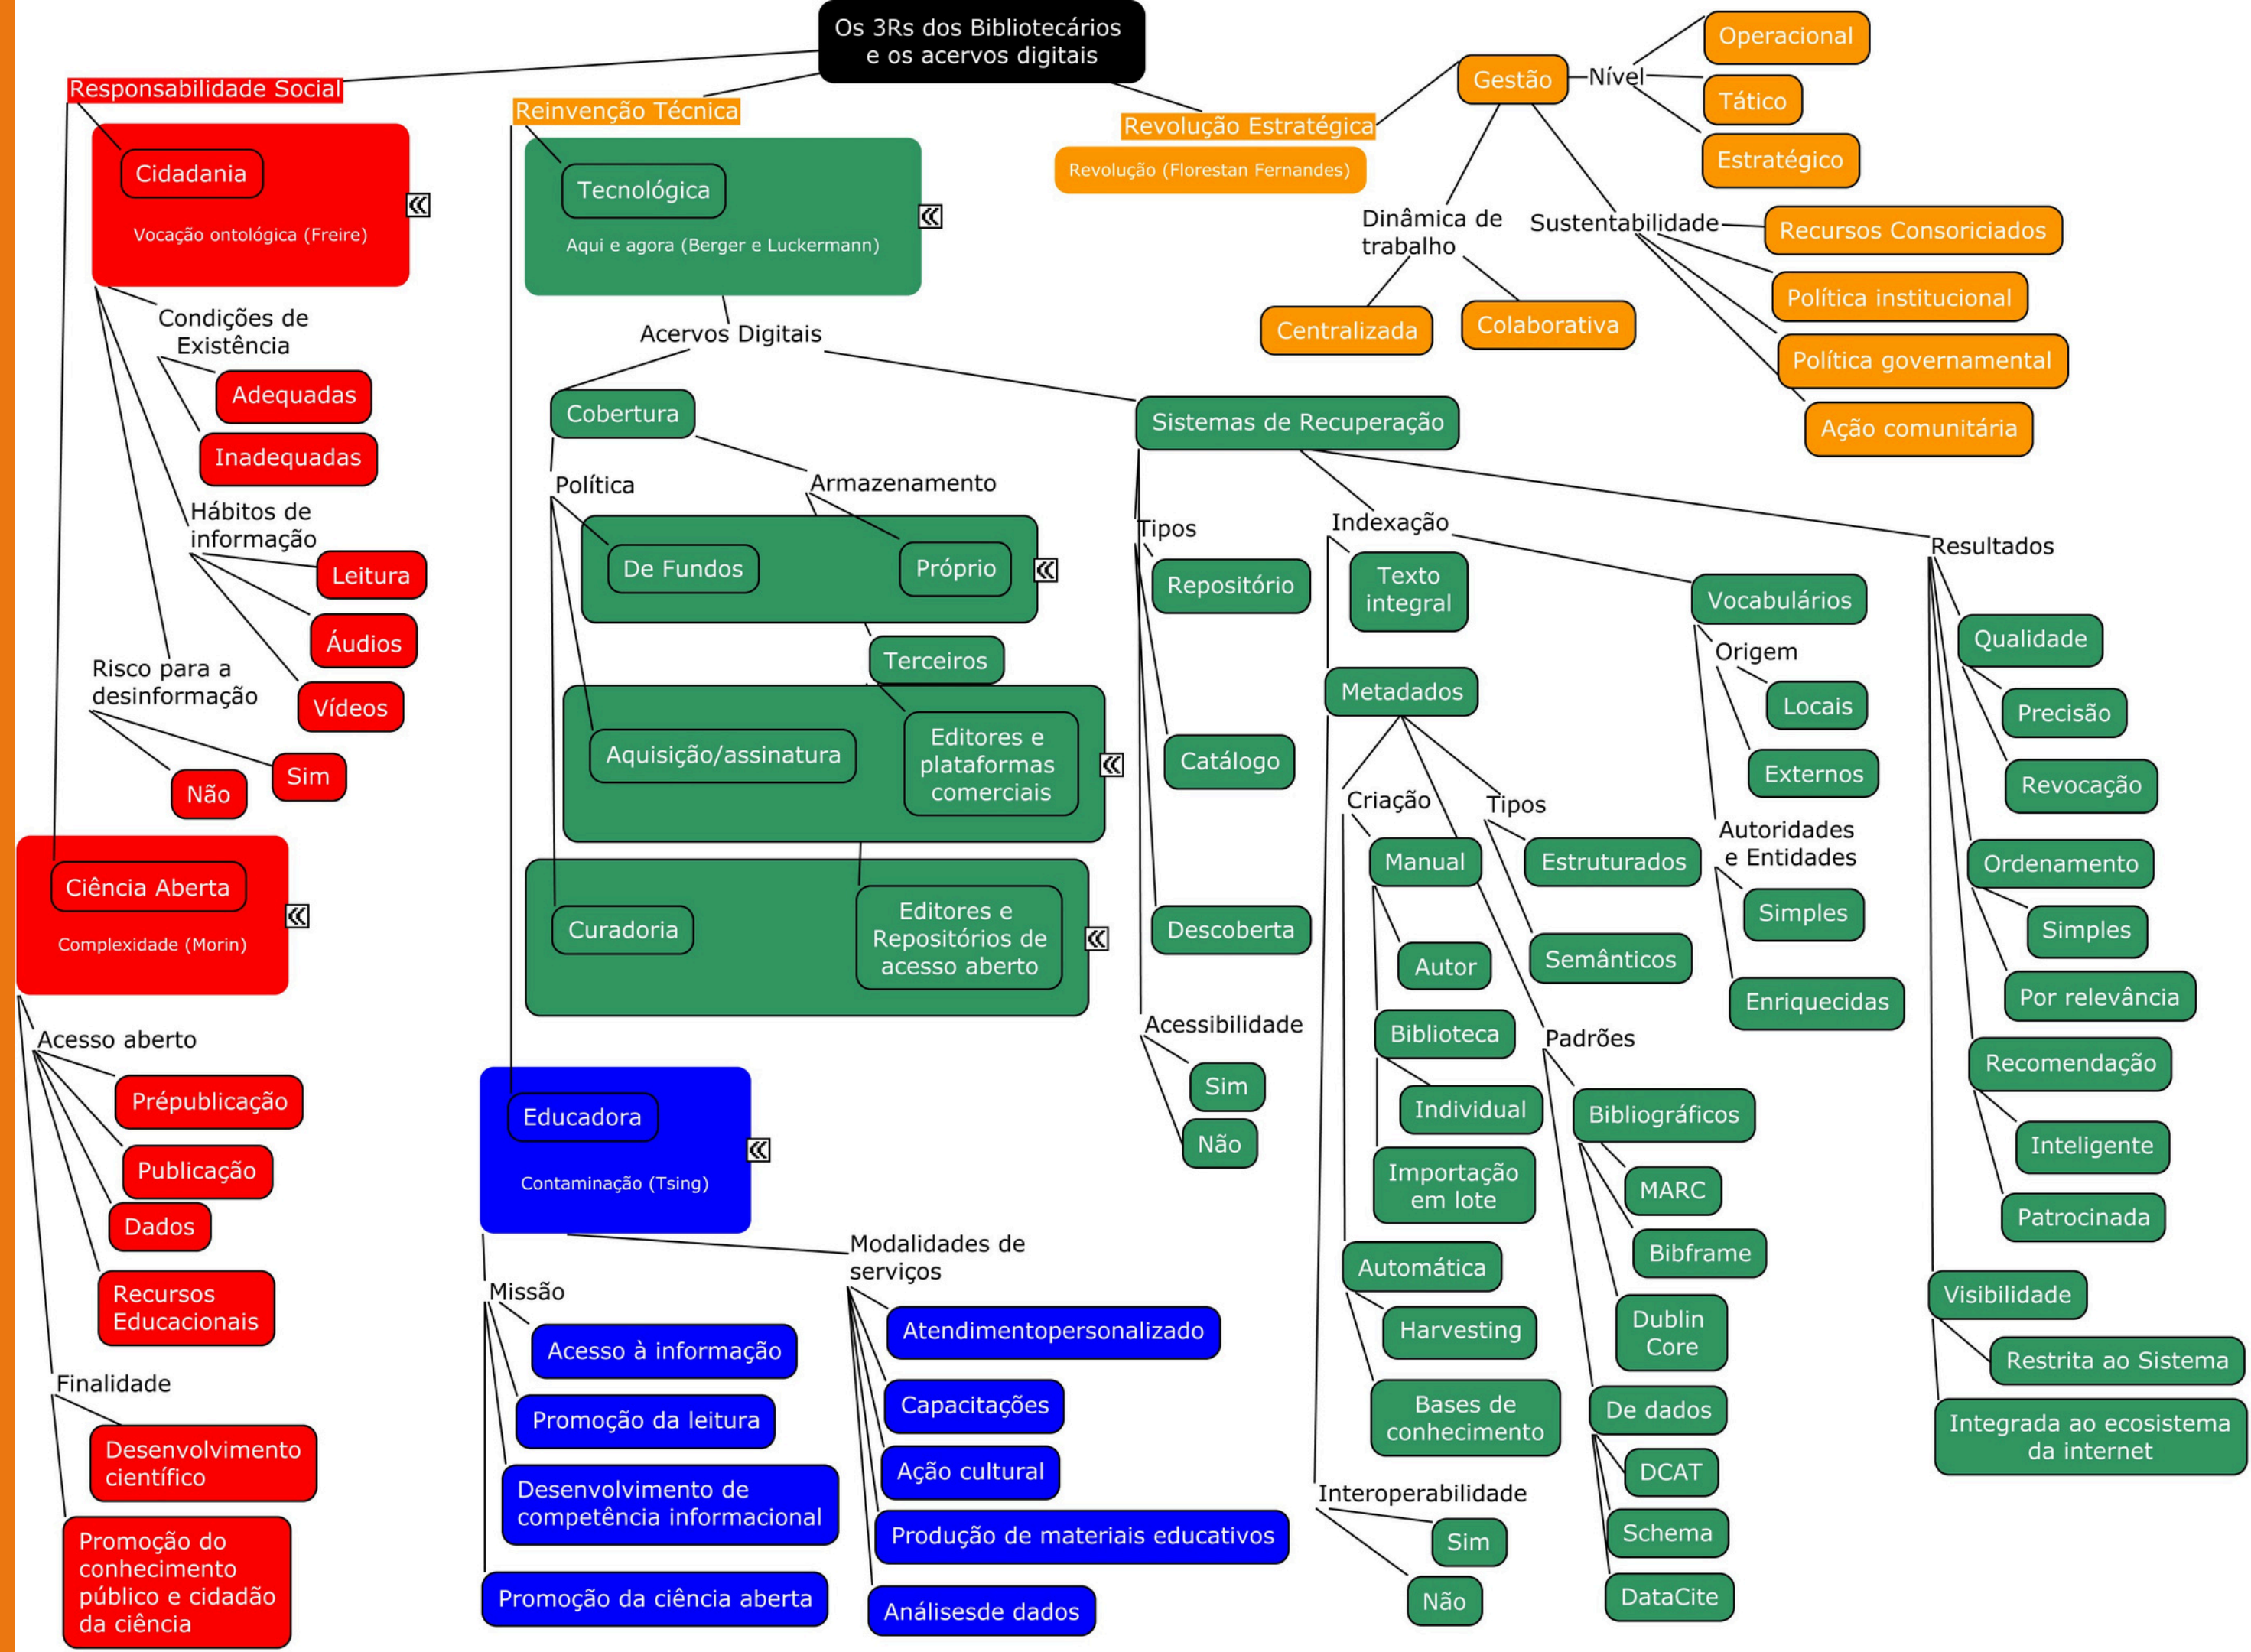 Os 3Rs dos Bibliotecários
e os acervos digitais
Responsabilidade Social
Cidadania
Vocação ontológica (Freire)
Condições de
Existência
Adequadas
Inadequadas
Hábitos de
informação
Leitura
Áudios
Vídeos
Risco para a
desinformação
Sim
Não
Ciência Aberta
Complexidade (Morin)
Acesso aberto
Prépublicação
Publicação
Dados
Recursos
Educacionais
Finalidade
Desenvolvimento
científico
Promoção do
conhecimento
público e cidadão
da ciência
Reinvenção Técnica
Tecnológica
Aqui e agora (Berger e Luckermann)
Acervos Digitais
Cobertura
Política
Armazenamento
De Fundos
Próprio
Terceiros
Aquisição/assinatura
Editores e
plataformas
comerciais
Curadoria
Editores e
Repositórios de
acesso aberto
Sistemas de Recuperação
Tipos
Repositório
Catálogo
Descoberta
Acessibilidade
Sim
Não
Indexação
Texto
integral
Metadados
Criação
Manual
Autor
Biblioteca
Individual
Importação
em lote
Automática
Harvesting
Bases de
conhecimento
Tipos
Estruturados
Semânticos
Padrões
Bibliográficos
MARC
Bibframe
Dublin
Core
De dados
DCAT
Schema
DataCite
Interoperabilidade
Sim
Não
Vocabulários
Origem
Locais
Externos
Autoridades
e Entidades
Simples
Enriquecidas
Resultados
Qualidade
Precisão
Revocação
Ordenamento
Simples
Por relevância
Recomendação
Inteligente
Patrocinada
Visibilidade
Restrita ao Sistema
Integrada ao ecosistema
da internet
Educadora
Contaminação (Tsing)
Missão
Acesso à informação
Promoção da leitura
Desenvolvimento de
competência informacional
Promoção da ciência aberta
Modalidades de
serviços
Atendimentopersonalizado
Capacitações
Ação cultural
Produção de materiais educativos
Análisesde dados
Revolução Estratégica
Revolução (Florestan Fernandes)
Gestão
Nível
Operacional
Tático
Estratégico
Dinâmica de
trabalho
Centralizada
Colaborativa
Sustentabilidade
Recursos Consoriciados
Política institucional
Política governamental
Ação comunitária